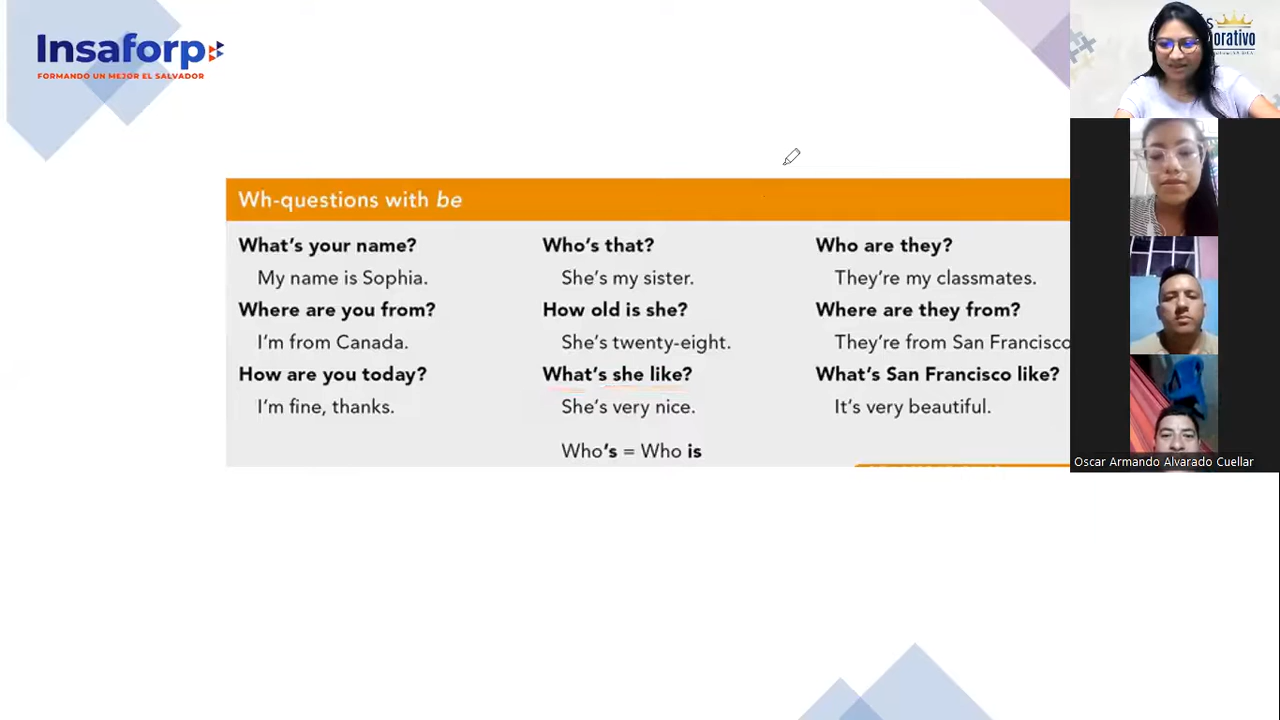 Insaforp
FORMANDO UN MEJOR EL SALVADOR
orativo
Wh-questions with be
What's your name?
My name is Sophia.
Where are you from?
I'm from Canada.
How are you today?
I'm fine, thanks.
Who's that?
She's my sister.
How old is she?
She's twenty-eight.
What's she like?
She's very nice.
Who's = Who is
Who are they?
They're my classmates.
Where are they from?
They're from San Francisco
What's San Francisco like?
It's very beautiful.
Oscar Armando Alvarado Cuellar